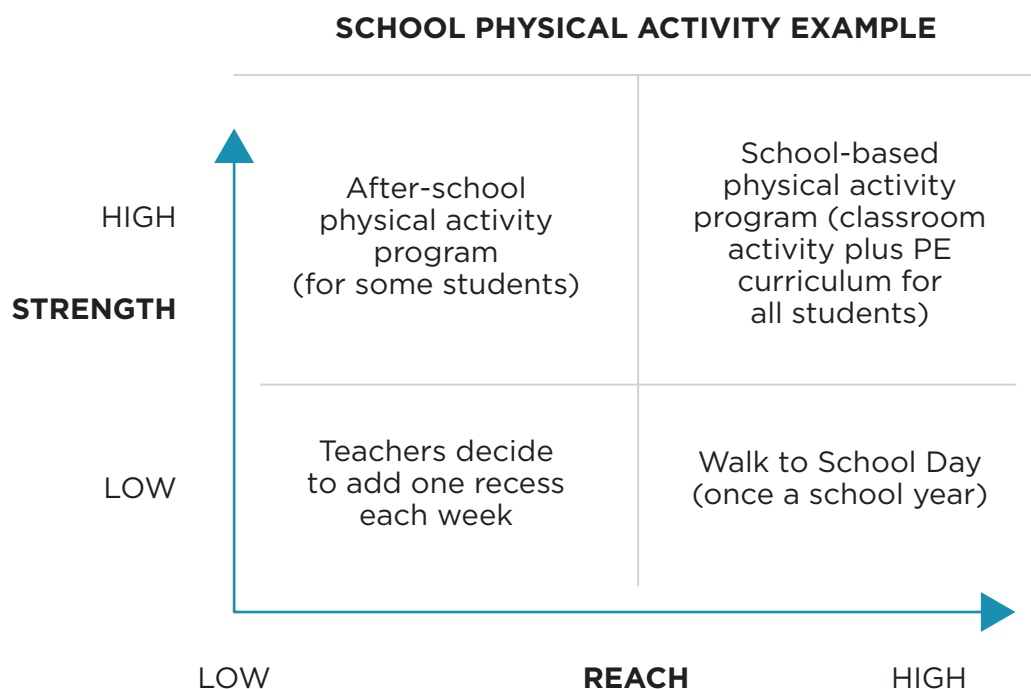 SCHOOL PHYSICAL ACTIVITY EXAMPLE
HIGH
STRENGTH
LOW
After-school
physical activity
program
(for some students)
School-based
physical activity
program (classroom
activity plus PE
curriculum for
all students)
Teachers decide
to add one recess
each week
Walk to School Day
(once a school year)
LOW
REACH
HIGH